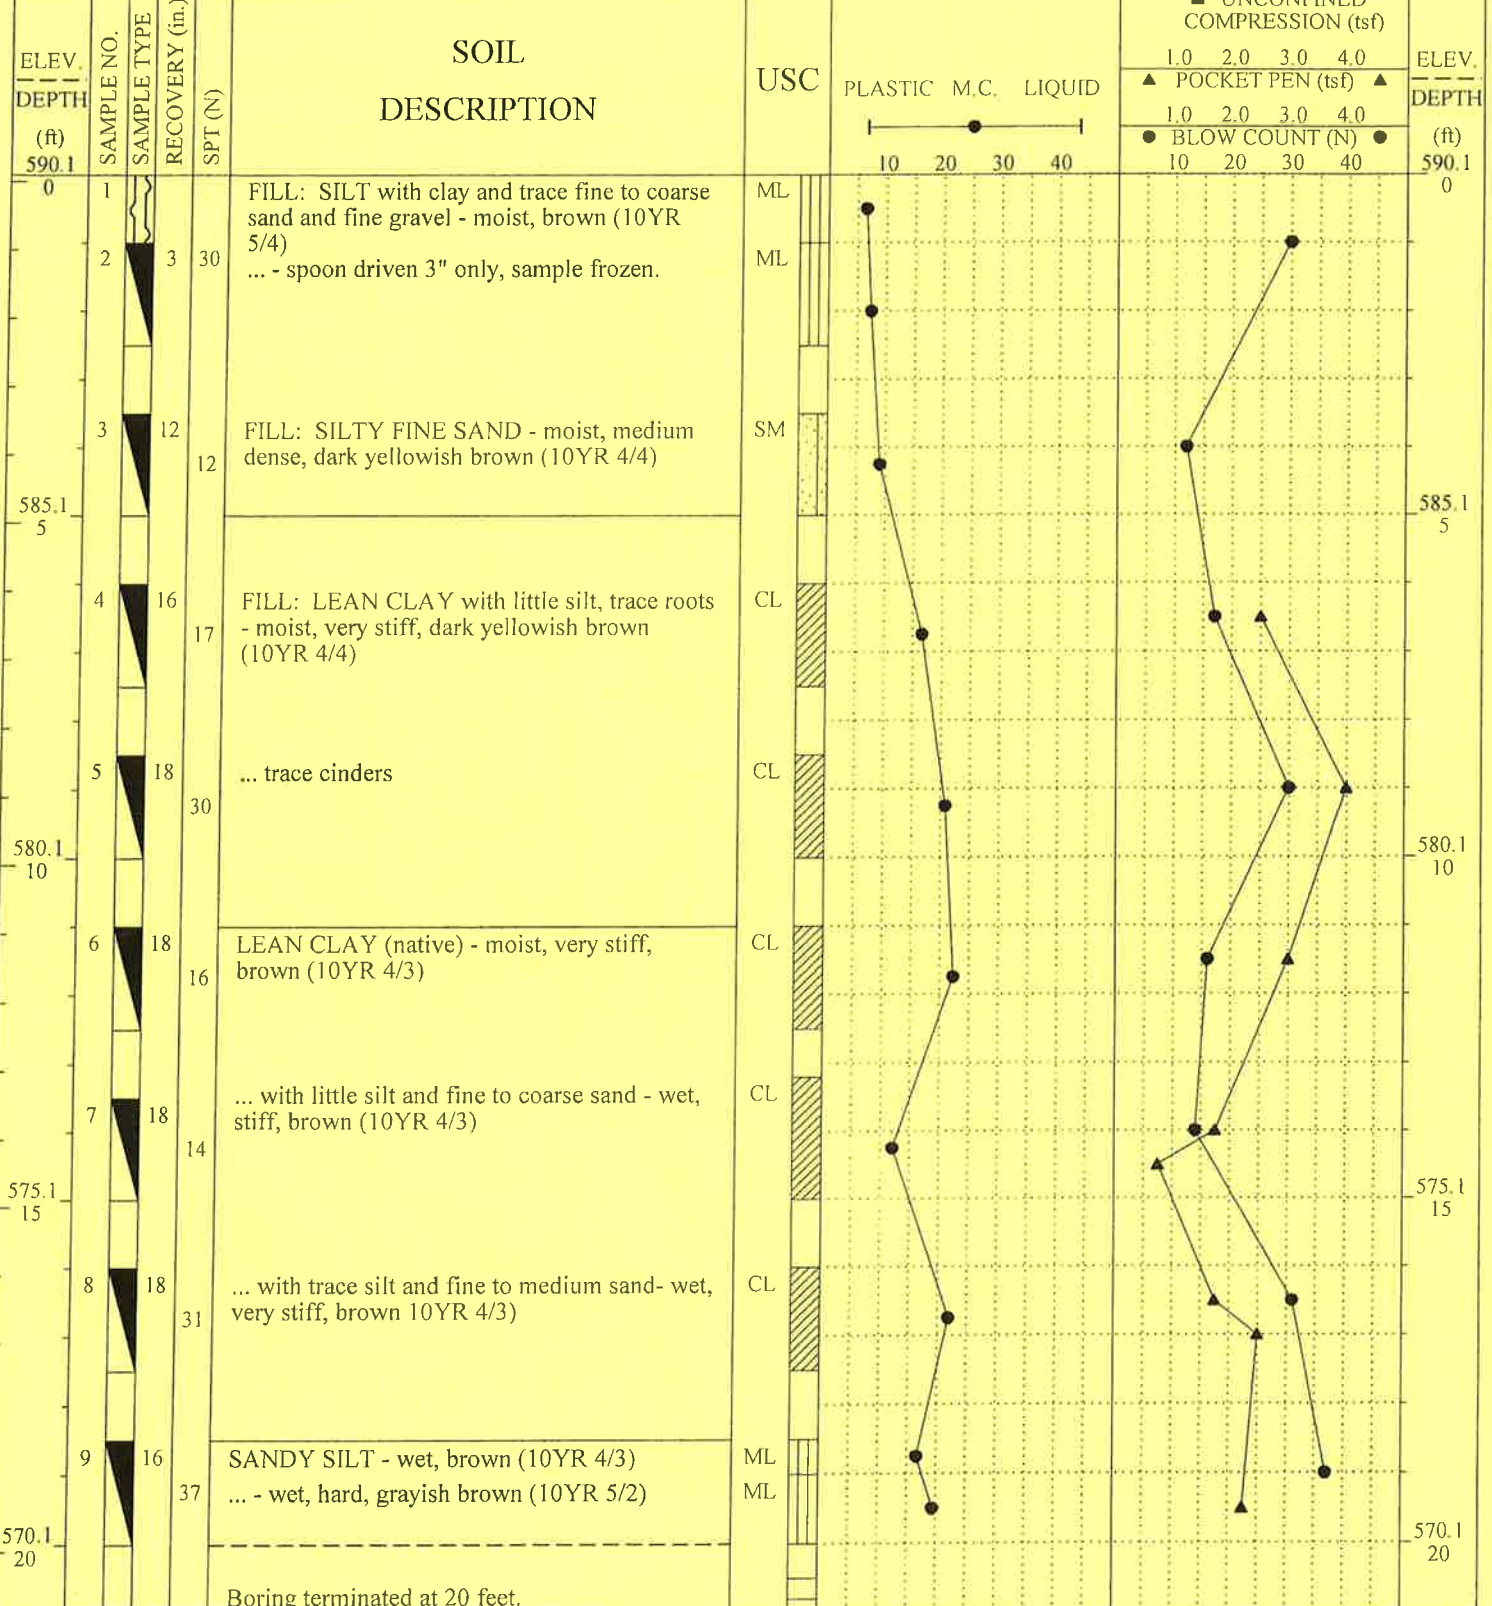 UNCONFINED
COMPRESSION (tsf)
1.0 2.0 3.0 4.0
▲ POCKET PEN (tsf) ▲
1.0 2.0 3.0 4.0
● BLOW COUNT (N) ●
10 20 30 40
ELEV.
DEPTH
(ft)
590.1
0
SAMPLE NO.
SAMPLE TYPE
RECOVERY (in.)
SPT (N)
SOIL
DESCRIPTION
USC
PLASTIC M.C. LIQUID
10 20 30 40
ELEV.
DEPTH
(ft)
590.1
0
1 FILL: SILT with clay and trace fine to coarse ML
sand and fine gravel - moist, brown (10YR
5/4)
2 3 30 ... - spoon driven 3" only, sample frozen. ML
3 12 FILL: SILTY FINE SAND - moist, medium SM
12 dense, dark yellowish brown (10YR 4/4)
585.1 585.1
5 5
4 16 FILL: LEAN CLAY with little silt, trace roots CL
17 - moist, very stiff, dark yellowish brown
(10YR 4/4)
5 18 ... trace cinders CL
30
580.1 580.1
10 10
6 18 LEAN CLAY (native) - moist, very stiff, CL
16 brown (10YR 4/3)
... with little silt and fine to coarse sand - wet, CL
7 18 stiff, brown (10YR 4/3)
14
575.1 575.1
15 15
8 18 ... with trace silt and fine to medium sand- wet, CL
31 very stiff, brown 10YR 4/3)
9 16 SANDY SILT - wet, brown (10YR 4/3) ML
37 ... - wet, hard, grayish brown (10YR 5/2) ML
570.1 570.1
20 20
Boring terminated at 20 feet.